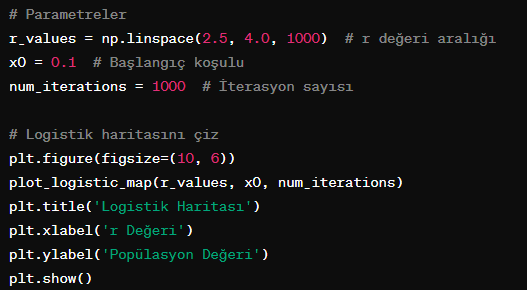 # Parametreler
r_values = np.linspace(2.5, 4.0, 1000)  # r değeri aralığı
x0 = 0.1  # Başlangıç koşulu
num_iterations = 1000  # İterasyon sayısı

# Logistik haritasını çiz
plt.figure(figsize=(10, 6))
plot_logistic_map(r_values, x0, num_iterations)
plt.title('Logistik Haritası')
plt.xlabel('r Değeri')
plt.ylabel('Popülasyon Değeri')
plt.show()